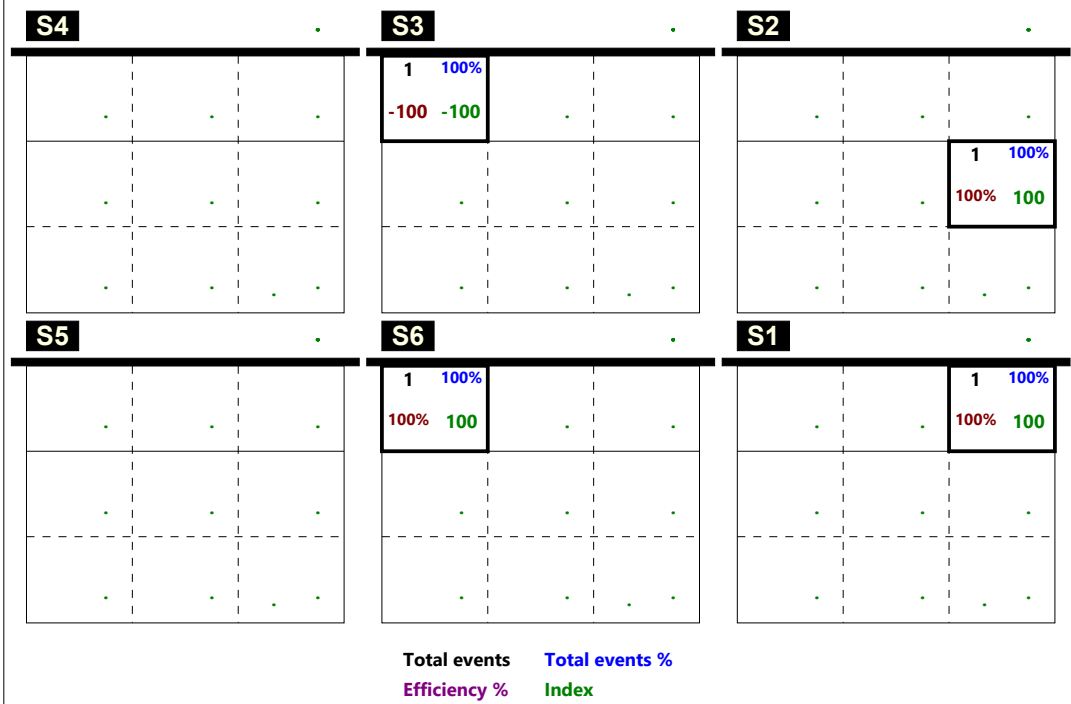 S4 S3 S2
1 100%
-100 -100
1 100%
100% 100
S5 S6 S1
1 100% 1 100%
100% 100 100% 100
Total events Total events %
Efficiency % Index